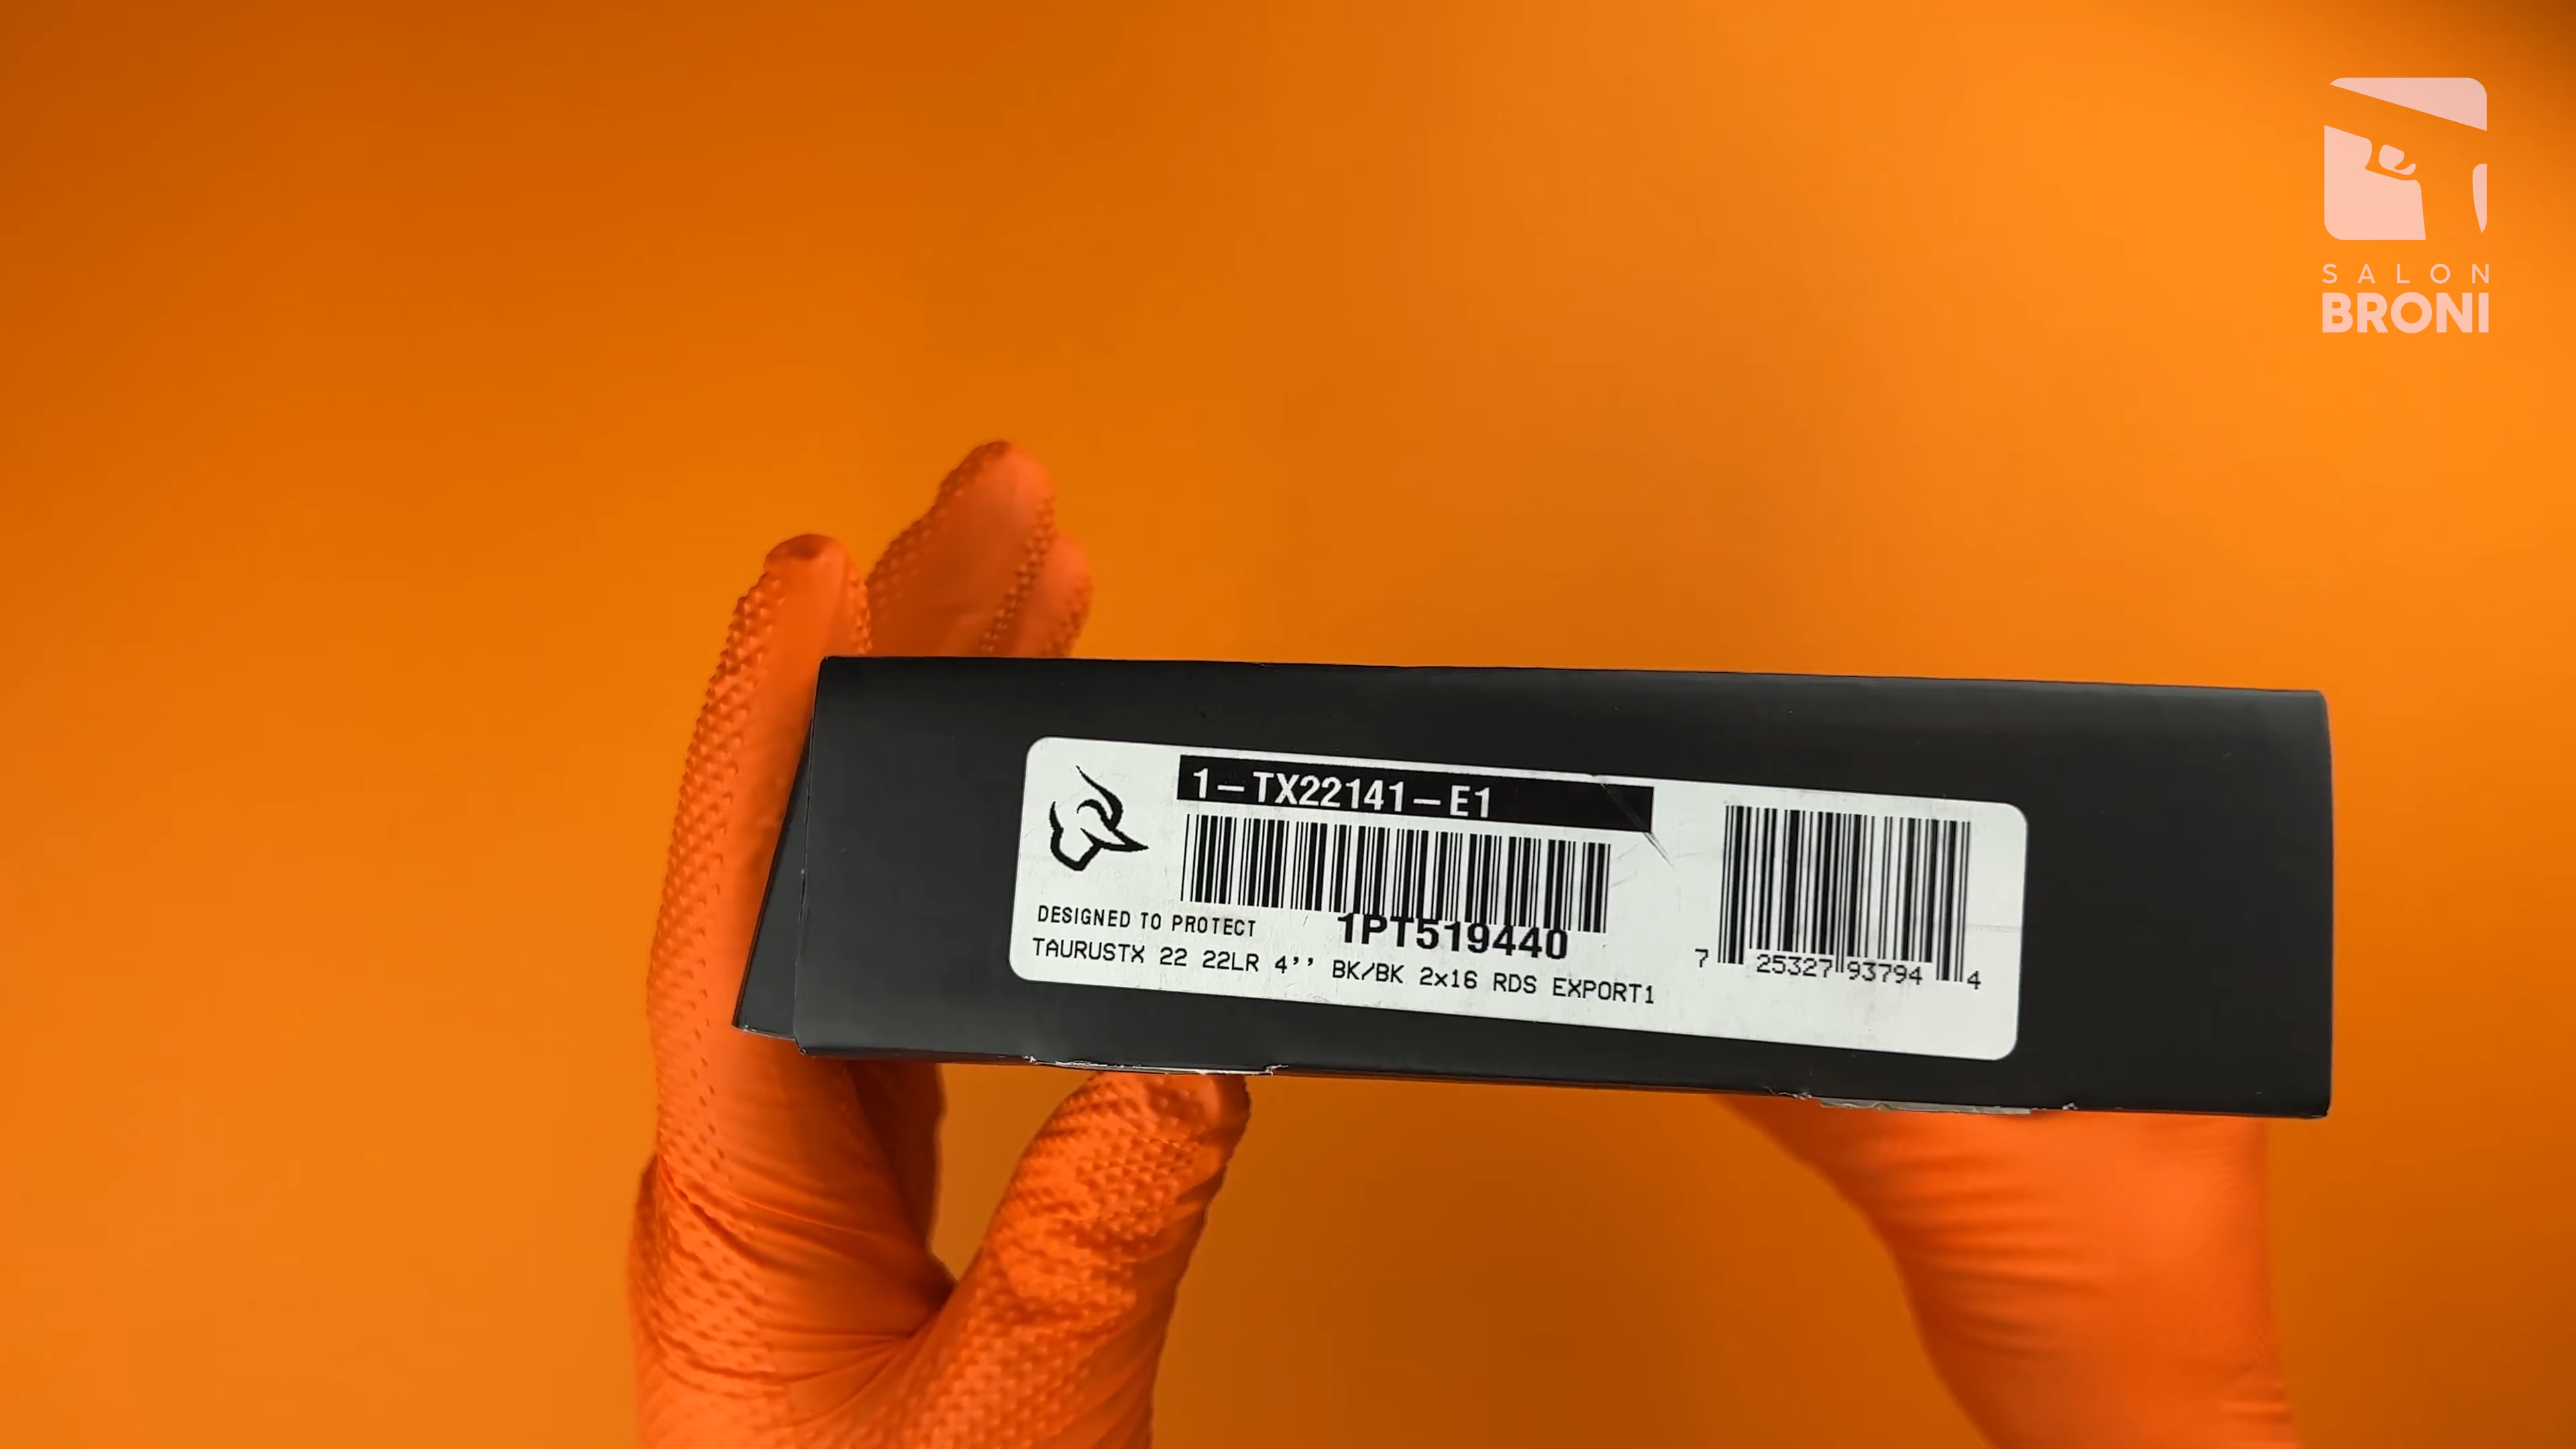 SALON
BRONI
1-TX22141-E1
1PT519440
DESIGNED TO PROTECT
TAURUSTX 22 22LR 4'' BK/BK 2x16 RDS EXPORT1
7 25327 93794 4